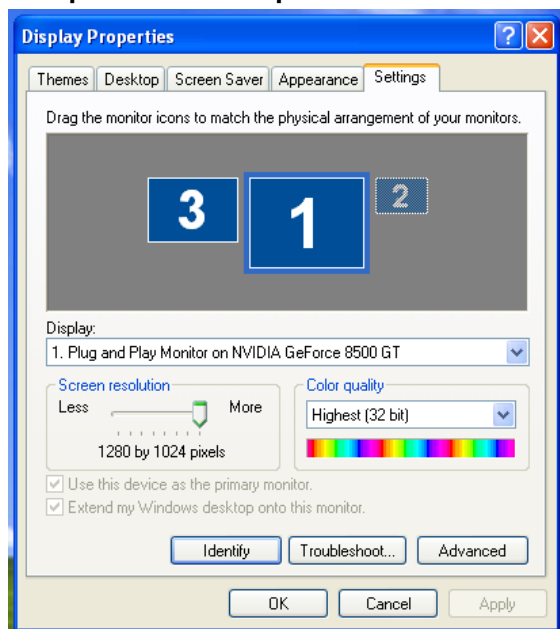 Display Properties
Themes Desktop Screen Saver Appearance Settings
Drag the monitor icons to match the physical arrangement of your monitors.
3 1 2
Display:
1. Plug and Play Monitor on NVIDIA GeForce 8500 GT
Screen resolution
Less More
1280 by 1024 pixels
Color quality
Highest (32 bit)
Use this device as the primary monitor.
Extend my Windows desktop onto this monitor.
Identify Troubleshoot... Advanced
OK Cancel Apply